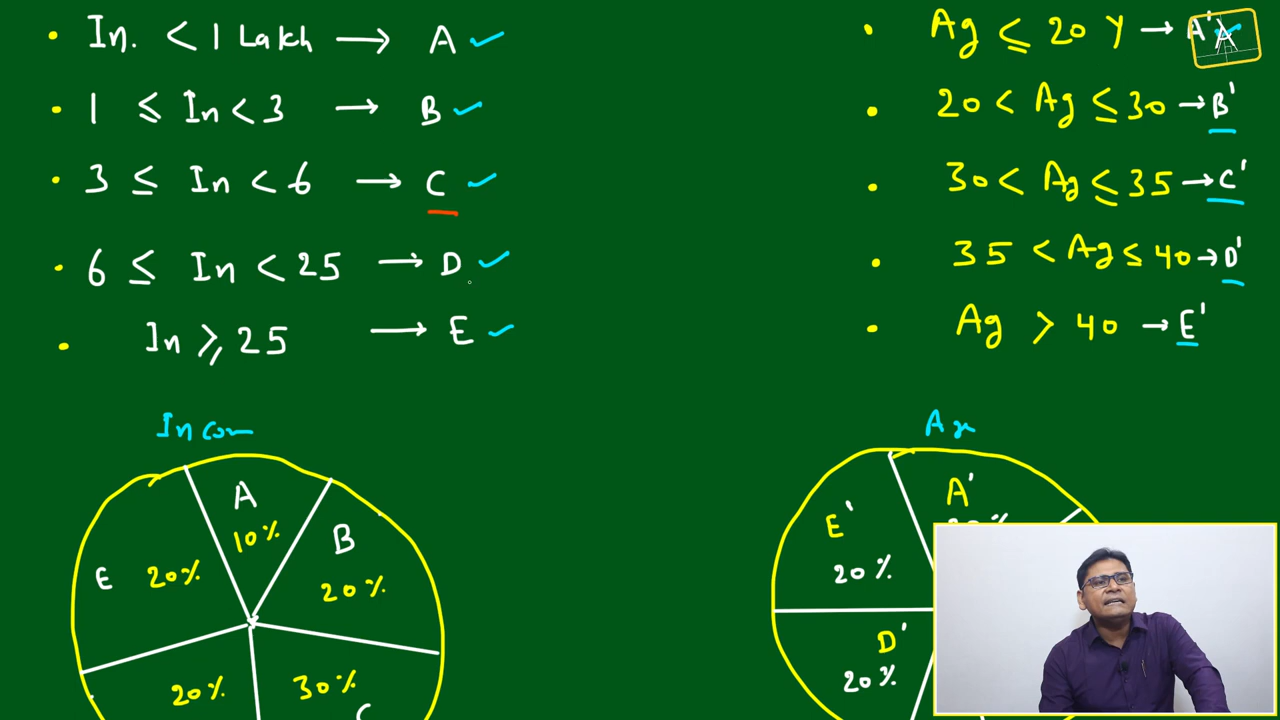 • In. < 1 Lakh → A ✓
• 1 ≤ In < 3 → B ✓
• 3 ≤ In < 6 → C ✓
• 6 ≤ In < 25 → D ✓
• In ≥ 25 → E ✓
• Ag ≤ 20 Y → A'
• 20 < Ag ≤ 30 → B'
• 30 < Ag ≤ 35 → C'
• 35 < Ag ≤ 40 → D'
• Ag > 40 → E'
A
Incom
A
10%
B
20%
E 20%
20%
30%
C
A'
E'
20%
D'
20%